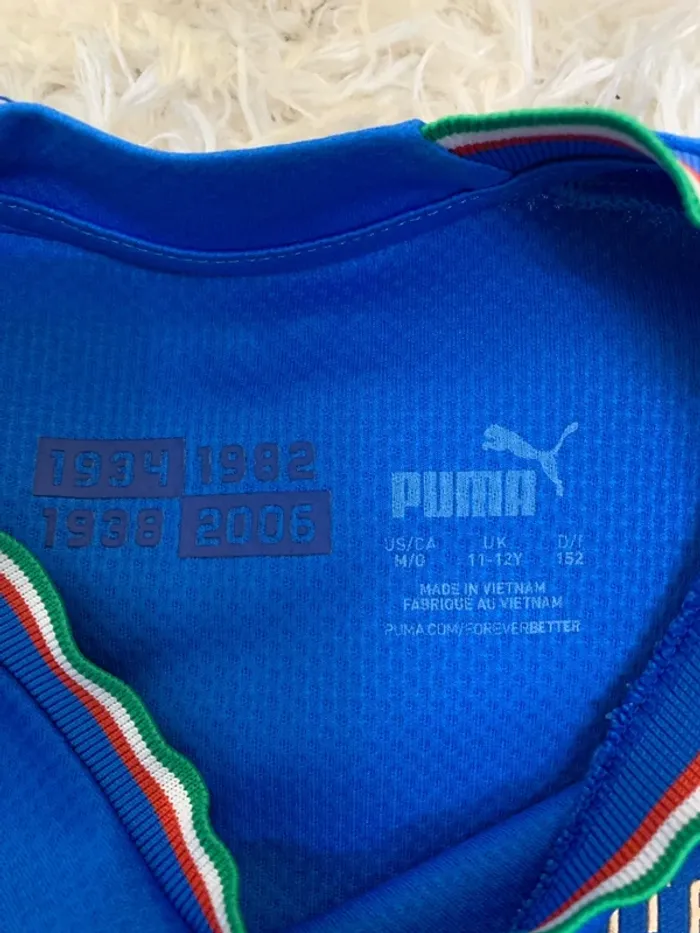 1934 1982
1938 2006
PUMA
US/CA UK D/F
M/G 11-12Y 152
MADE IN VIETNAM
FABRIQUÉ AU VIETNAM
PUMA.COM/FOREVERBETTER